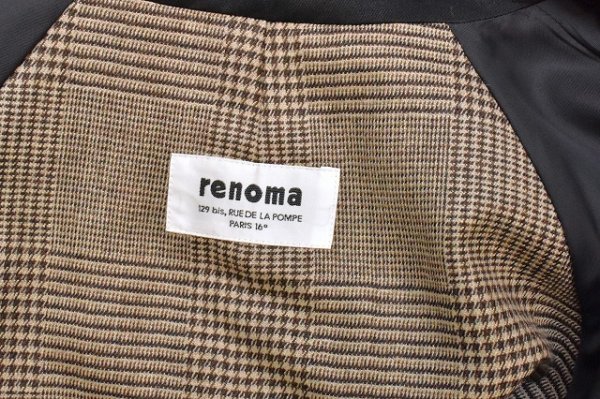 renoma
129 bis, RUE DE LA POMPE
PARIS 16e